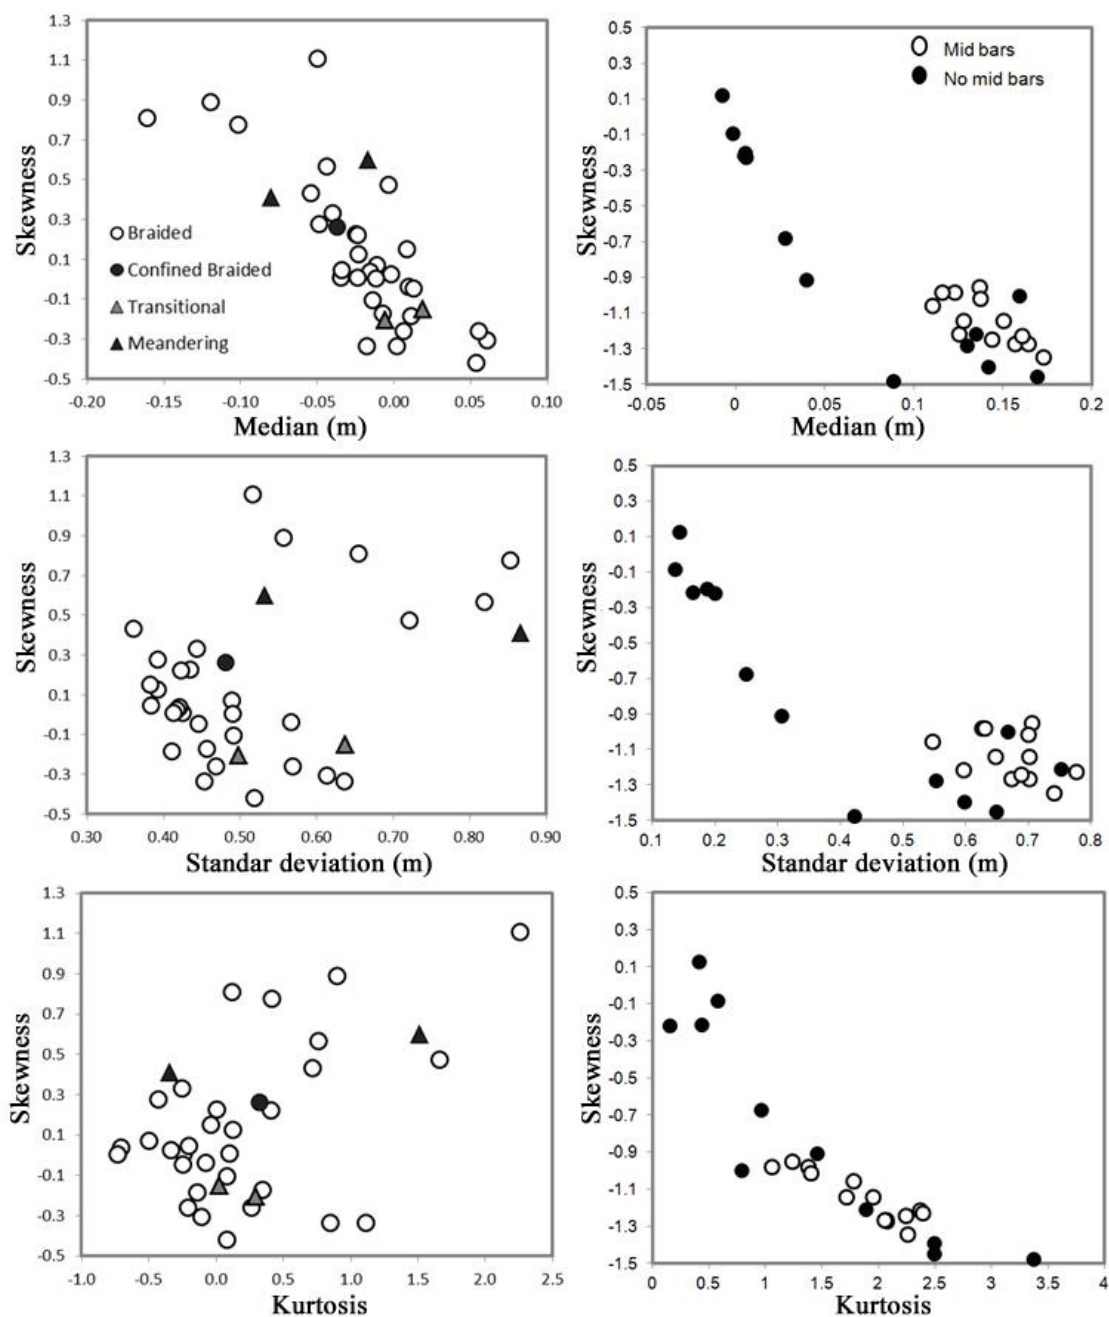 1.3
1.1
0.9
0.7
0.5
0.3
0.1
-0.1
-0.3
-0.5
Skewness
Braided
Confined Braided
Transitional
Meandering
-0.20 -0.15 -0.10 -0.05 0.00 0.05 0.10
Median (m)
0.5
0.3
0.1
-0.1
-0.3
-0.5
-0.7
-0.9
-1.1
-1.3
-1.5
Skewness
Mid bars
No mid bars
-0.05 0 0.05 0.1 0.15 0.2
Median (m)
1.3
1.1
0.9
0.7
0.5
0.3
0.1
-0.1
-0.3
-0.5
Skewness
0.30 0.40 0.50 0.60 0.70 0.80 0.90
Standar deviation (m)
0.5
0.3
0.1
-0.1
-0.3
-0.5
-0.7
-0.9
-1.1
-1.3
-1.5
Skewness
0.1 0.2 0.3 0.4 0.5 0.6 0.7 0.8
Standar deviation (m)
1.3
1.1
0.9
0.7
0.5
0.3
0.1
-0.1
-0.3
-0.5
Skewness
-1.0 -0.5 0.0 0.5 1.0 1.5 2.0 2.5
Kurtosis
0.5
0.3
0.1
-0.1
-0.3
-0.5
-0.7
-0.9
-1.1
-1.3
-1.5
Skewness
0 0.5 1 1.5 2 2.5 3 3.5 4
Kurtosis